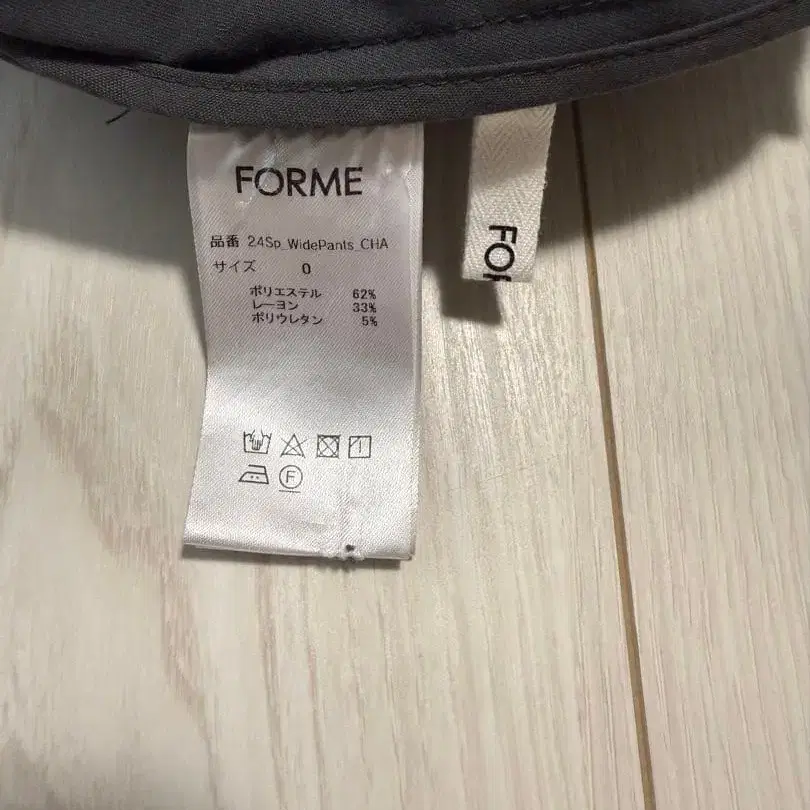 FORME
品番 24Sp_WidePants_CHA
サイズ 0
ポリエステル 62%
レーヨン 33%
ポリウレタン 5%
F
FOR